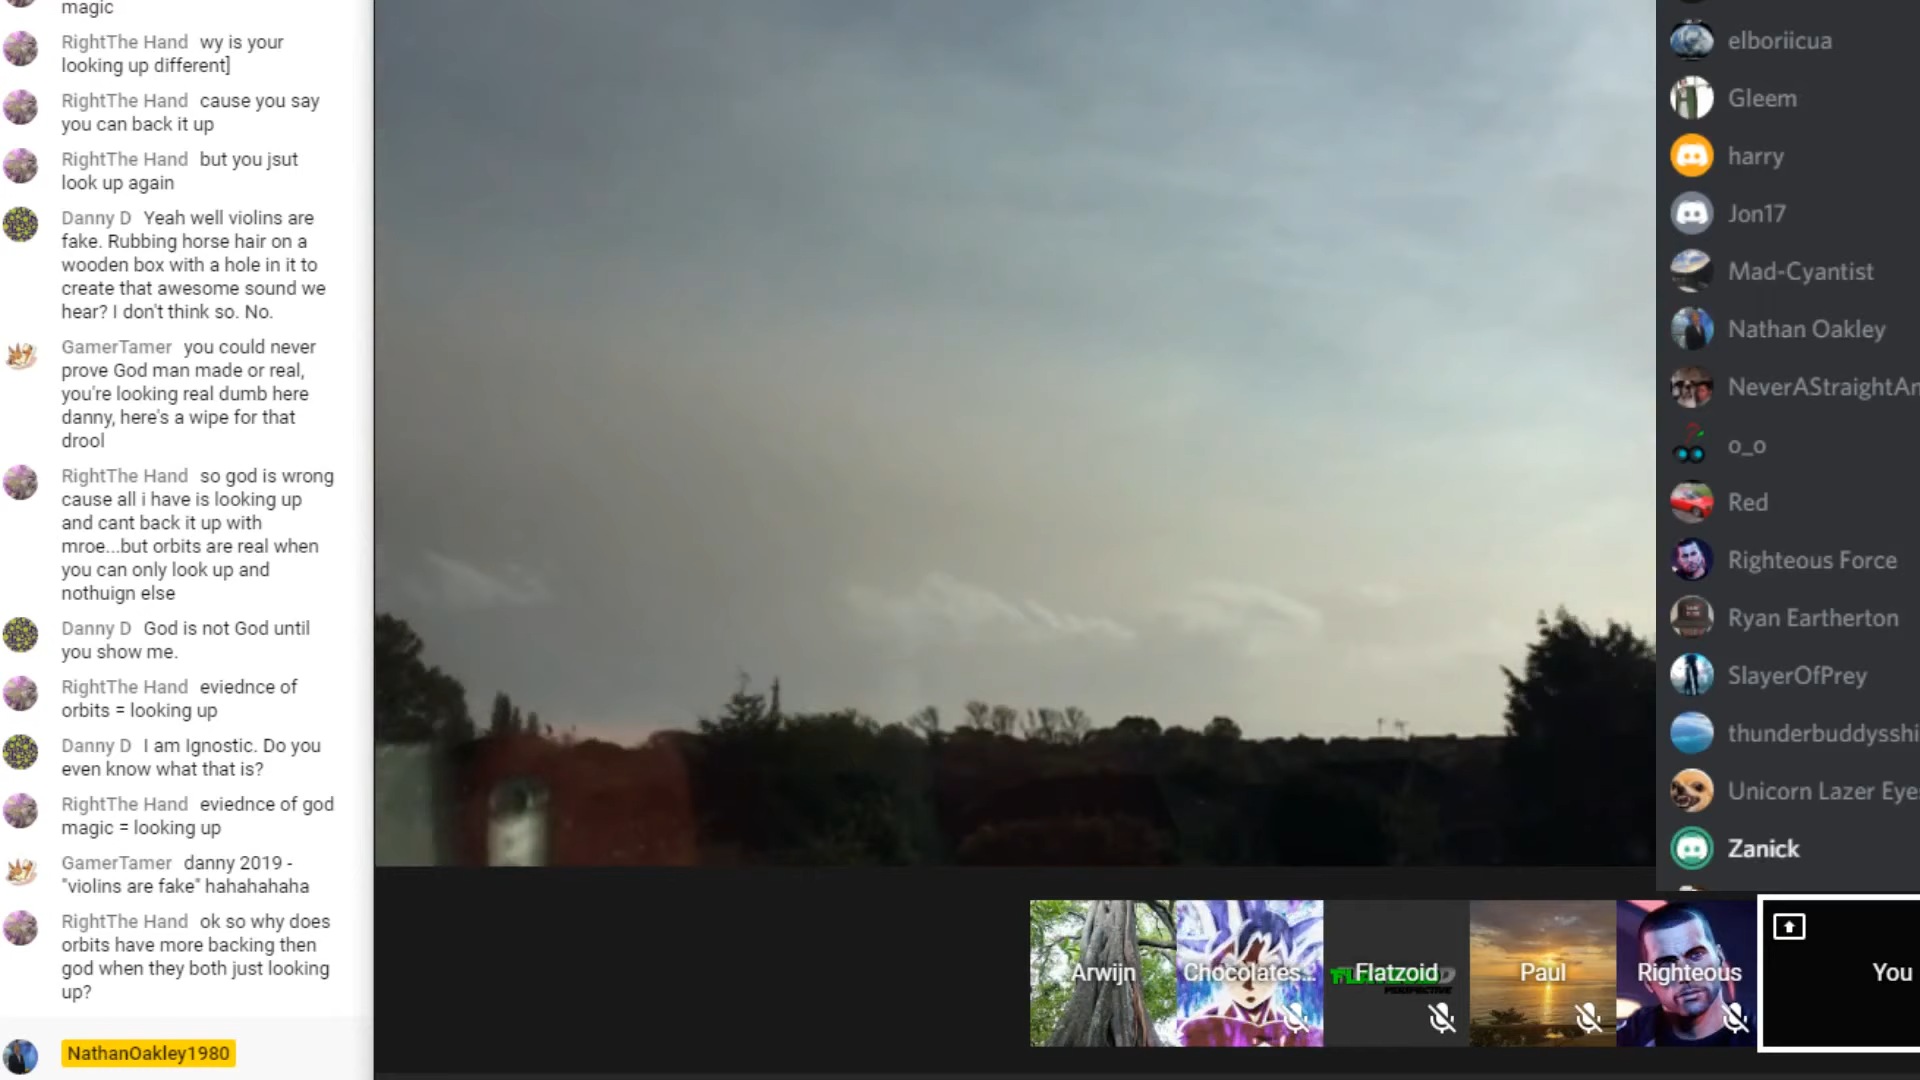 magic
RightThe Hand wy is your
looking up different]
RightThe Hand cause you say
you can back it up
RightThe Hand but you jsut
look up again
Danny D Yeah well violins are
fake. Rubbing horse hair on a
wooden box with a hole in it to
create that awesome sound we
hear? I don't think so. No.
GamerTamer you could never
prove God man made or real,
you're looking real dumb here
danny, here's a wipe for that
drool
RightThe Hand so god is wrong
cause all i have is looking up
and cant back it up with
mroe...but orbits are real when
you can only look up and
nothuign else
Danny D God is not God until
you show me.
RightThe Hand eviednce of
orbits = looking up
Danny D I am Ignostic. Do you
even know what that is?
RightThe Hand eviednce of god
magic = looking up
GamerTamer danny 2019 -
"violins are fake" hahahahaha
RightThe Hand ok so why does
orbits have more backing then
god when they both just looking
up?
NathanOakley1980
elboriicua
Gleem
harry
Jon17
Mad-Cyantist
Nathan Oakley
NeverAStraightAn
o_o
Red
Righteous Force
Ryan Eartherton
SlayerOfPrey
thunderbuddysshi
Unicorn Lazer Eyes
Zanick
Arwijn
Chocolates...
Flatzoid
PERSPECTIVE
Paul
Righteous
You